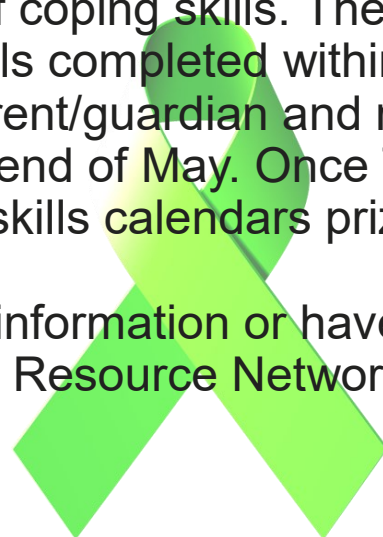 f coping skills. The
ls completed within
rent/guardian and r
end of May. Once
skills calendars priz
information or have
Resource Networ